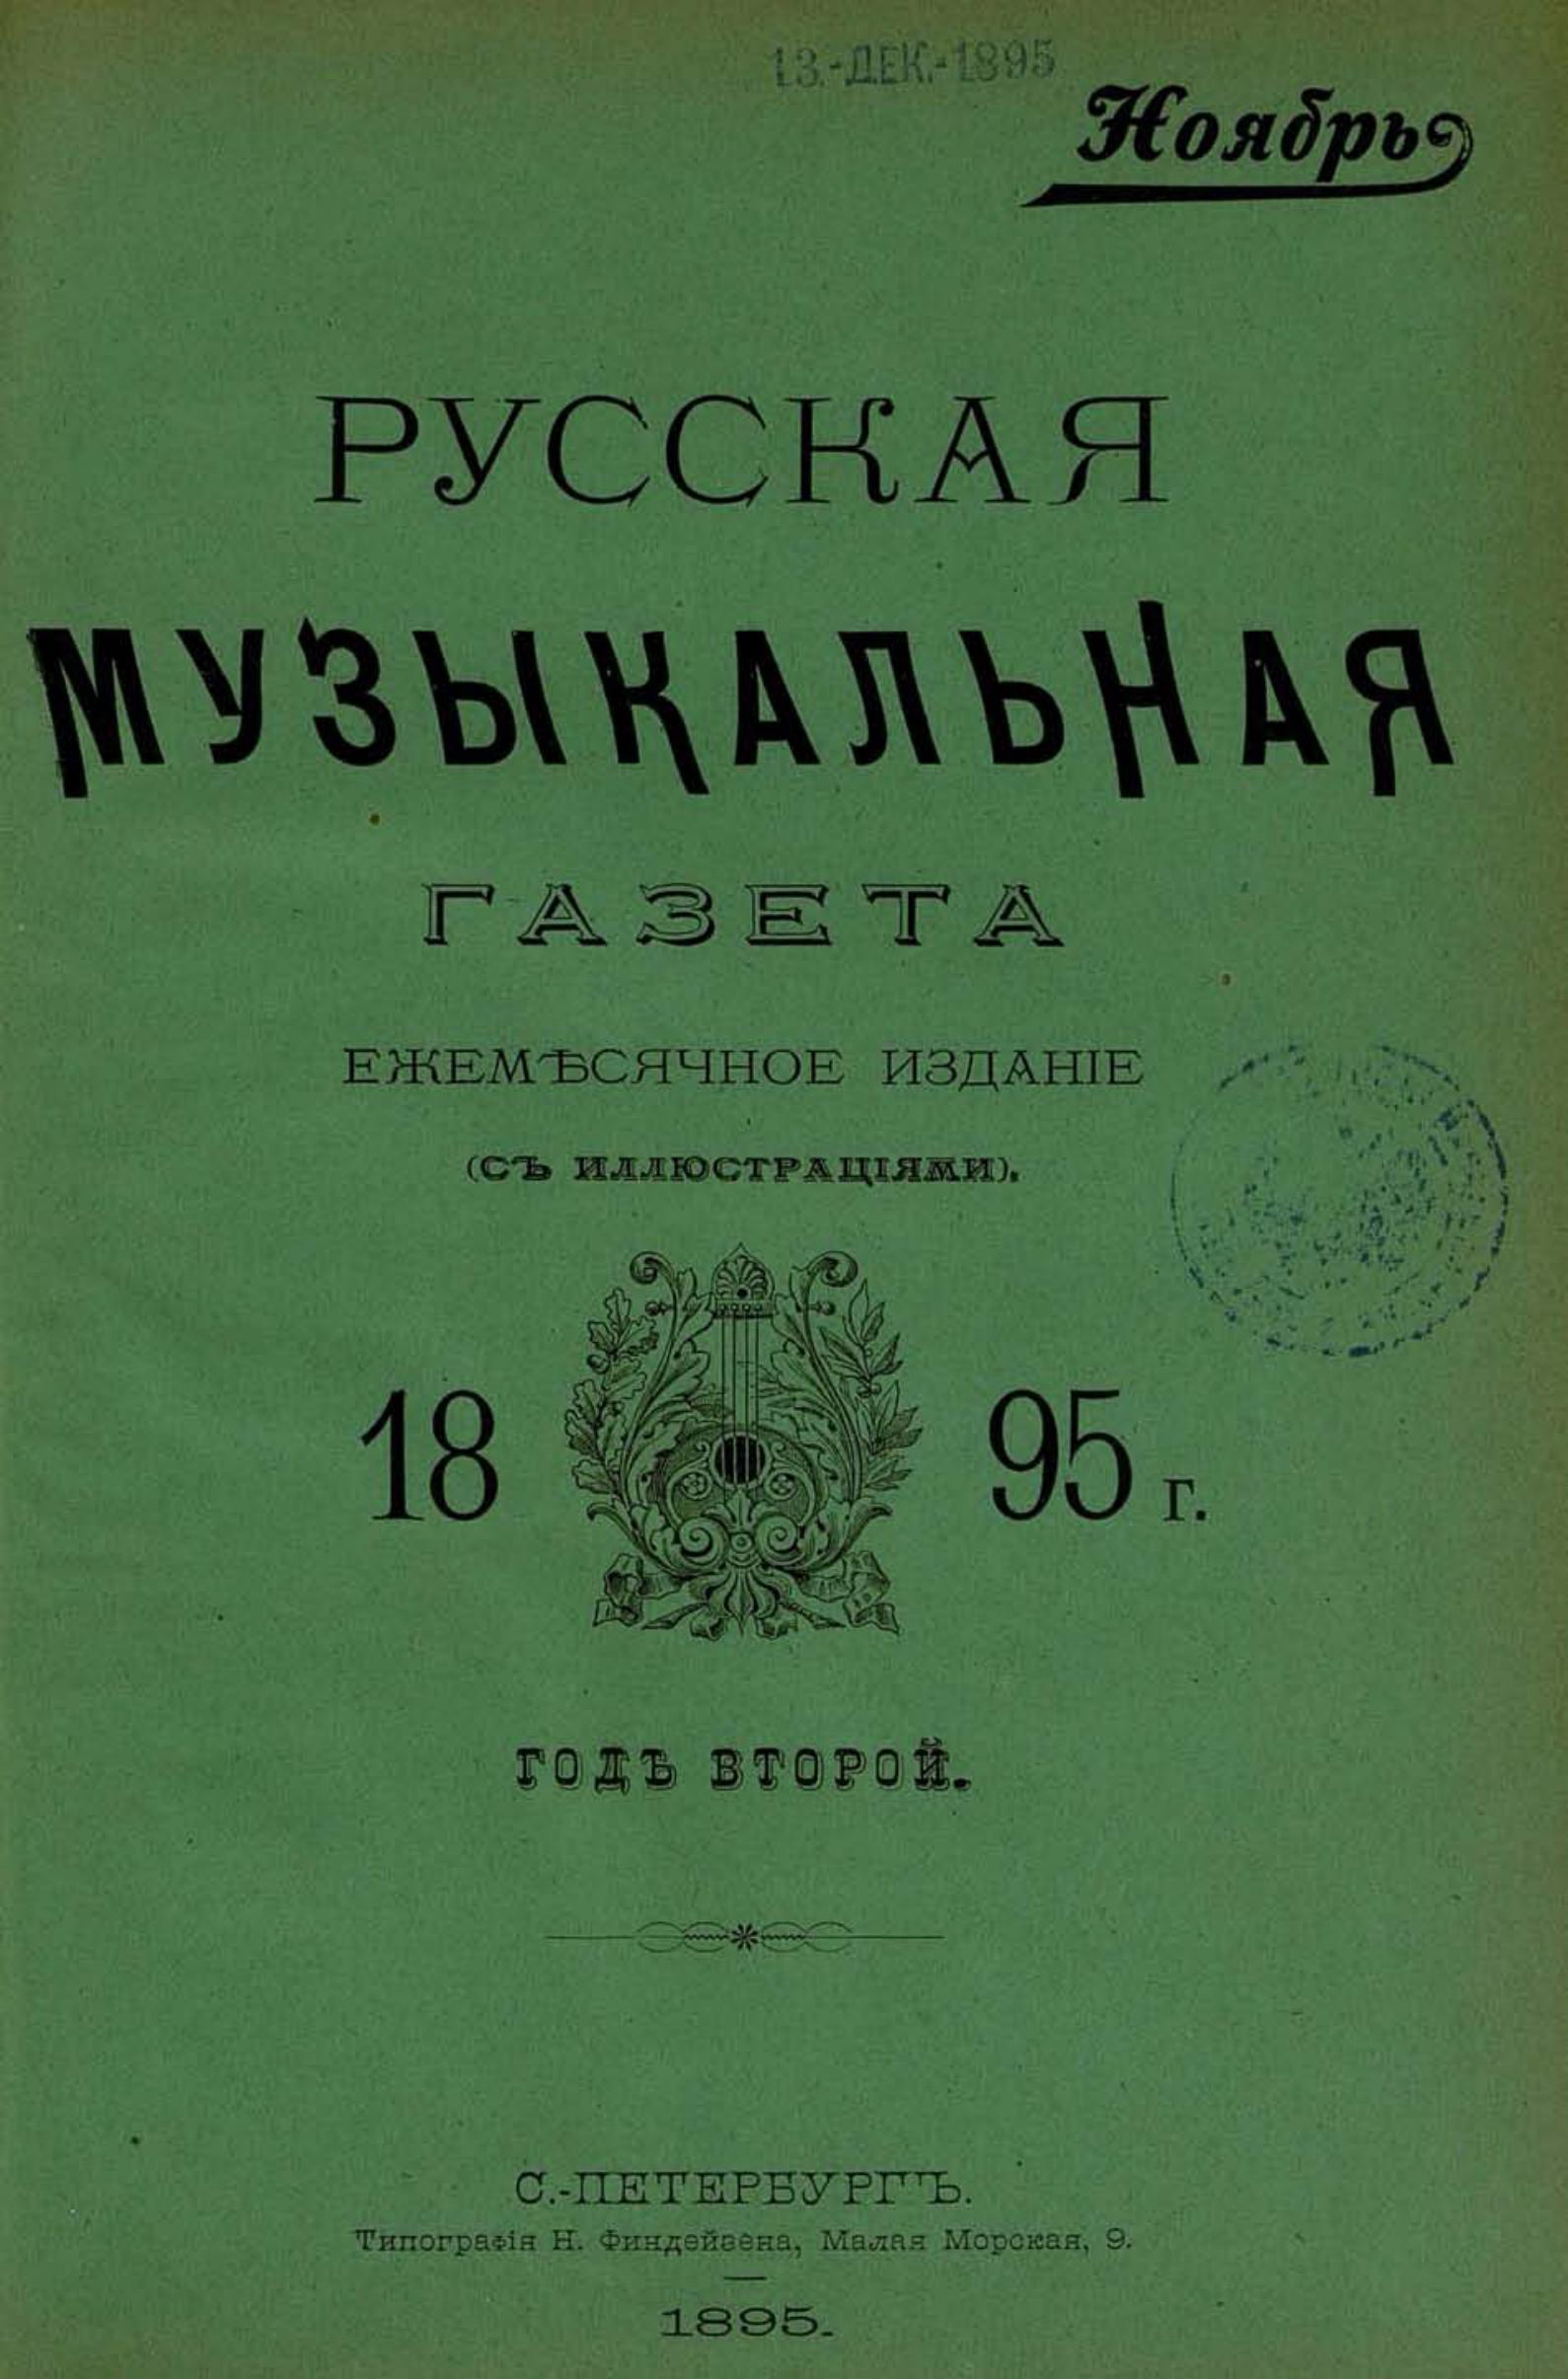 13.-ДЕК.-1895
Ноябрь
РУССКАЯ
МУЗЫКАЛЬНАЯ
ГАЗЕТА
ЕЖЕМѢСЯЧНОЕ ИЗДАНІЕ
(СЪ ИЛЛЮСТРАЦІЯМИ).
18 95 г.
ГОДЪ ВТОРОЙ.
С.-ПЕТЕРБУРГЪ.
Типографія Н. Финдейзена, Малая Морская, 9.
1895.